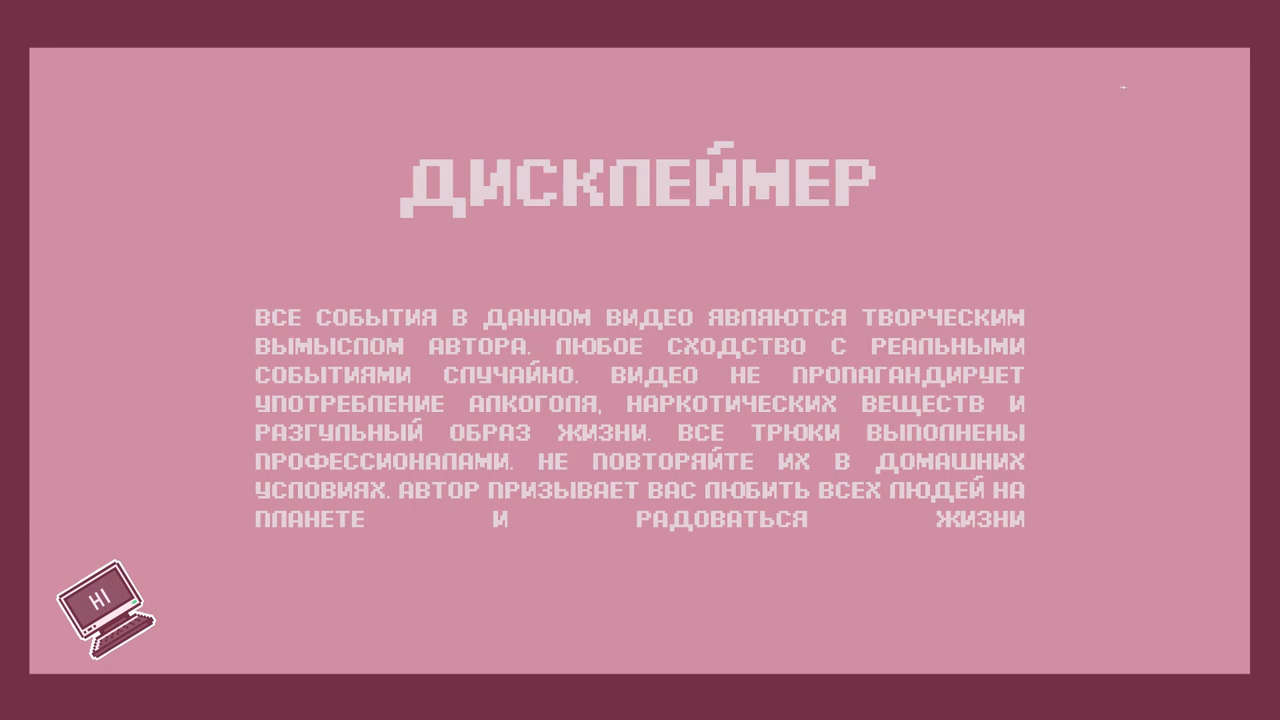 ДИСКЛЕЙМЕР
ВСЕ СОБЫТИЯ В ДАННОМ ВИДЕО ЯВЛЯЮТСЯ ТВОРЧЕСКИМ
ВЫМЫСЛОМ АВТОРА. ЛЮБОЕ СХОДСТВО С РЕАЛЬНЫМИ
СОБЫТИЯМИ СЛУЧАЙНО. ВИДЕО НЕ ПРОПАГАНДИРУЕТ
УПОТРЕБЛЕНИЕ АЛКОГОЛЯ, НАРКОТИЧЕСКИХ ВЕЩЕСТВ И
РАЗГУЛЬНЫЙ ОБРАЗ ЖИЗНИ. ВСЕ ТРЮКИ ВЫПОЛНЕНЫ
ПРОФЕССИОНАЛАМИ. НЕ ПОВТОРЯЙТЕ ИХ В ДОМАШНИХ
УСЛОВИЯХ. АВТОР ПРИЗЫВАЕТ ВАС ЛЮБИТЬ ВСЕХ ЛЮДЕЙ НА
ПЛАНЕТЕ И РАДОВАТЬСЯ ЖИЗНИ
HI